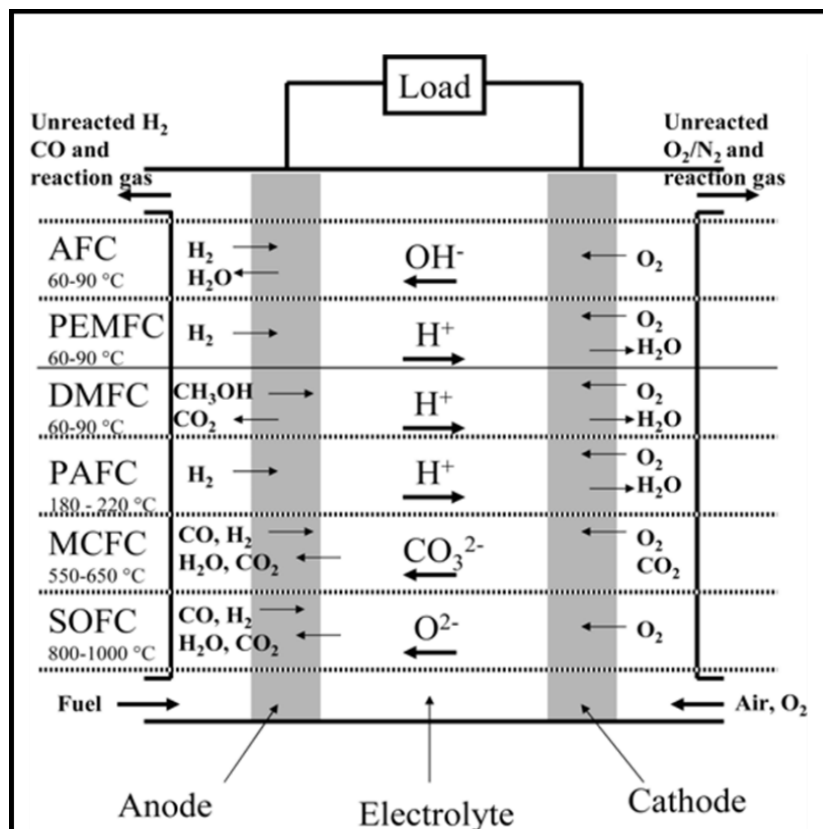 Load
Unreacted H₂
CO and
reaction gas
Unreacted
O₂/N₂ and
reaction gas
AFC
60-90 °C
H₂
H₂O
OH⁻
O₂
PEMFC
60-90 °C
H₂
H⁺
O₂
H₂O
DMFC
60-90 °C
CH₃OH
CO₂
H⁺
O₂
H₂O
PAFC
180 - 220 °C
H₂
H⁺
O₂
H₂O
MCFC
550-650 °C
CO, H₂
H₂O, CO₂
CO₃²⁻
O₂
CO₂
SOFC
800-1000 °C
CO, H₂
H₂O, CO₂
O²⁻
O₂
Fuel
Air, O₂
Anode
Electrolyte
Cathode